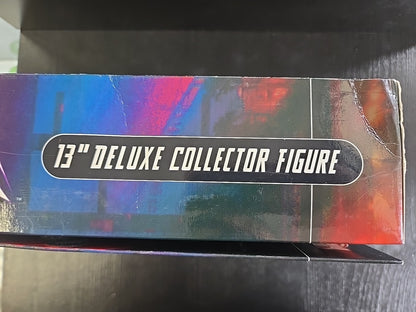 13" DELUXE COLLECTOR FIGURE